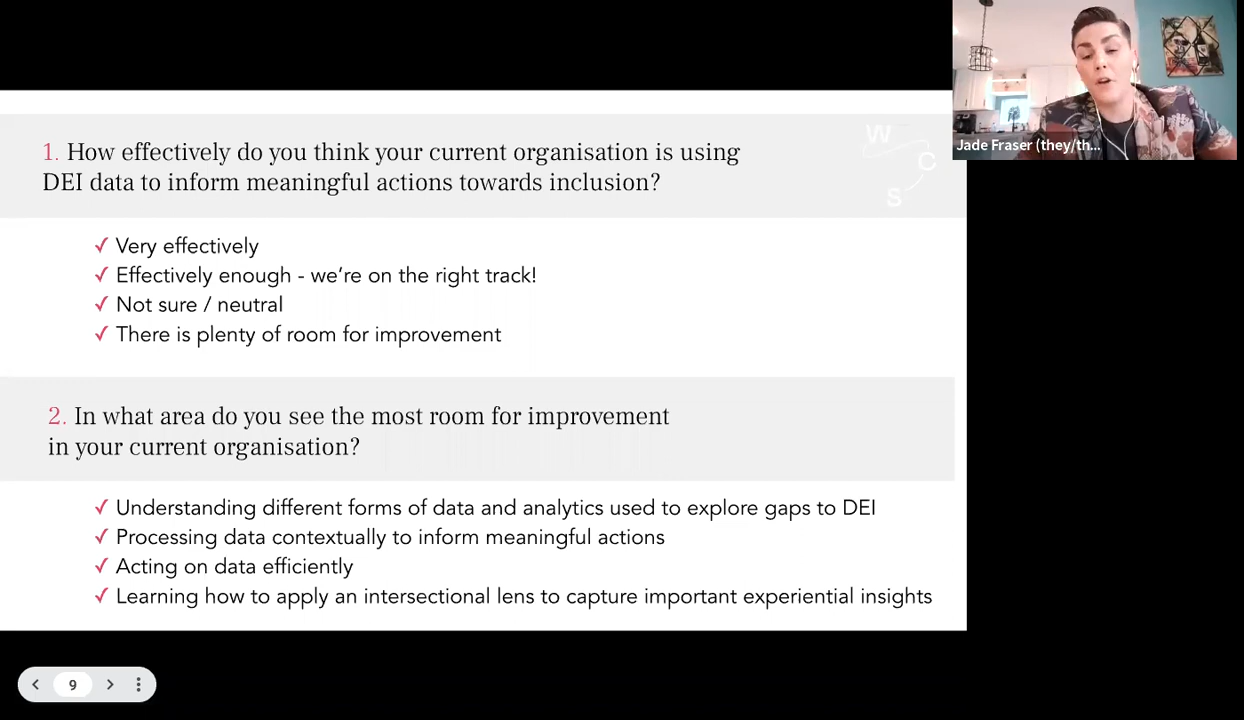 Jade Fraser (they/th...
W
C
S
1. How effectively do you think your current organisation is using
DEI data to inform meaningful actions towards inclusion?
✓ Very effectively
✓ Effectively enough - we're on the right track!
✓ Not sure / neutral
✓ There is plenty of room for improvement
2. In what area do you see the most room for improvement
in your current organisation?
✓ Understanding different forms of data and analytics used to explore gaps to DEI
✓ Processing data contextually to inform meaningful actions
✓ Acting on data efficiently
✓ Learning how to apply an intersectional lens to capture important experiential insights
9